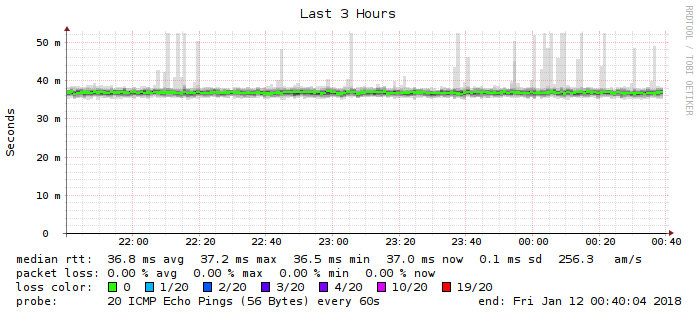 Last 3 Hours
RRDTOOL / TOBI OETIKER
Seconds
50 m
40 m
30 m
20 m
10 m
0
22:00 22:20 22:40 23:00 23:20 23:40 00:00 00:20 00:40
median rtt: 36.8 ms avg 37.2 ms max 36.5 ms min 37.0 ms now 0.1 ms sd 256.3 am/s
packet loss: 0.00 % avg 0.00 % max 0.00 % min 0.00 % now
loss color: 0 1/20 2/20 3/20 4/20 10/20 19/20
probe: 20 ICMP Echo Pings (56 Bytes) every 60s end: Fri Jan 12 00:40:04 2018